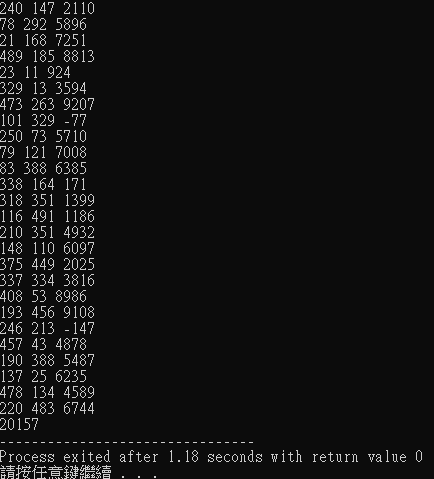 240 147 2110
78 292 5896
21 168 7251
489 185 8813
23 11 924
329 13 3594
473 263 9207
101 329 -77
250 73 5710
79 121 7008
83 388 6385
338 164 171
318 351 1399
116 491 1186
210 351 4932
148 110 6097
375 449 2025
337 334 3816
408 53 8986
193 456 9108
246 213 -147
457 43 4878
190 388 5487
137 25 6235
478 134 4589
220 483 6744
20157
--------------------------------
Process exited after 1.18 seconds with return value 0
請按任意鍵繼續 . . .